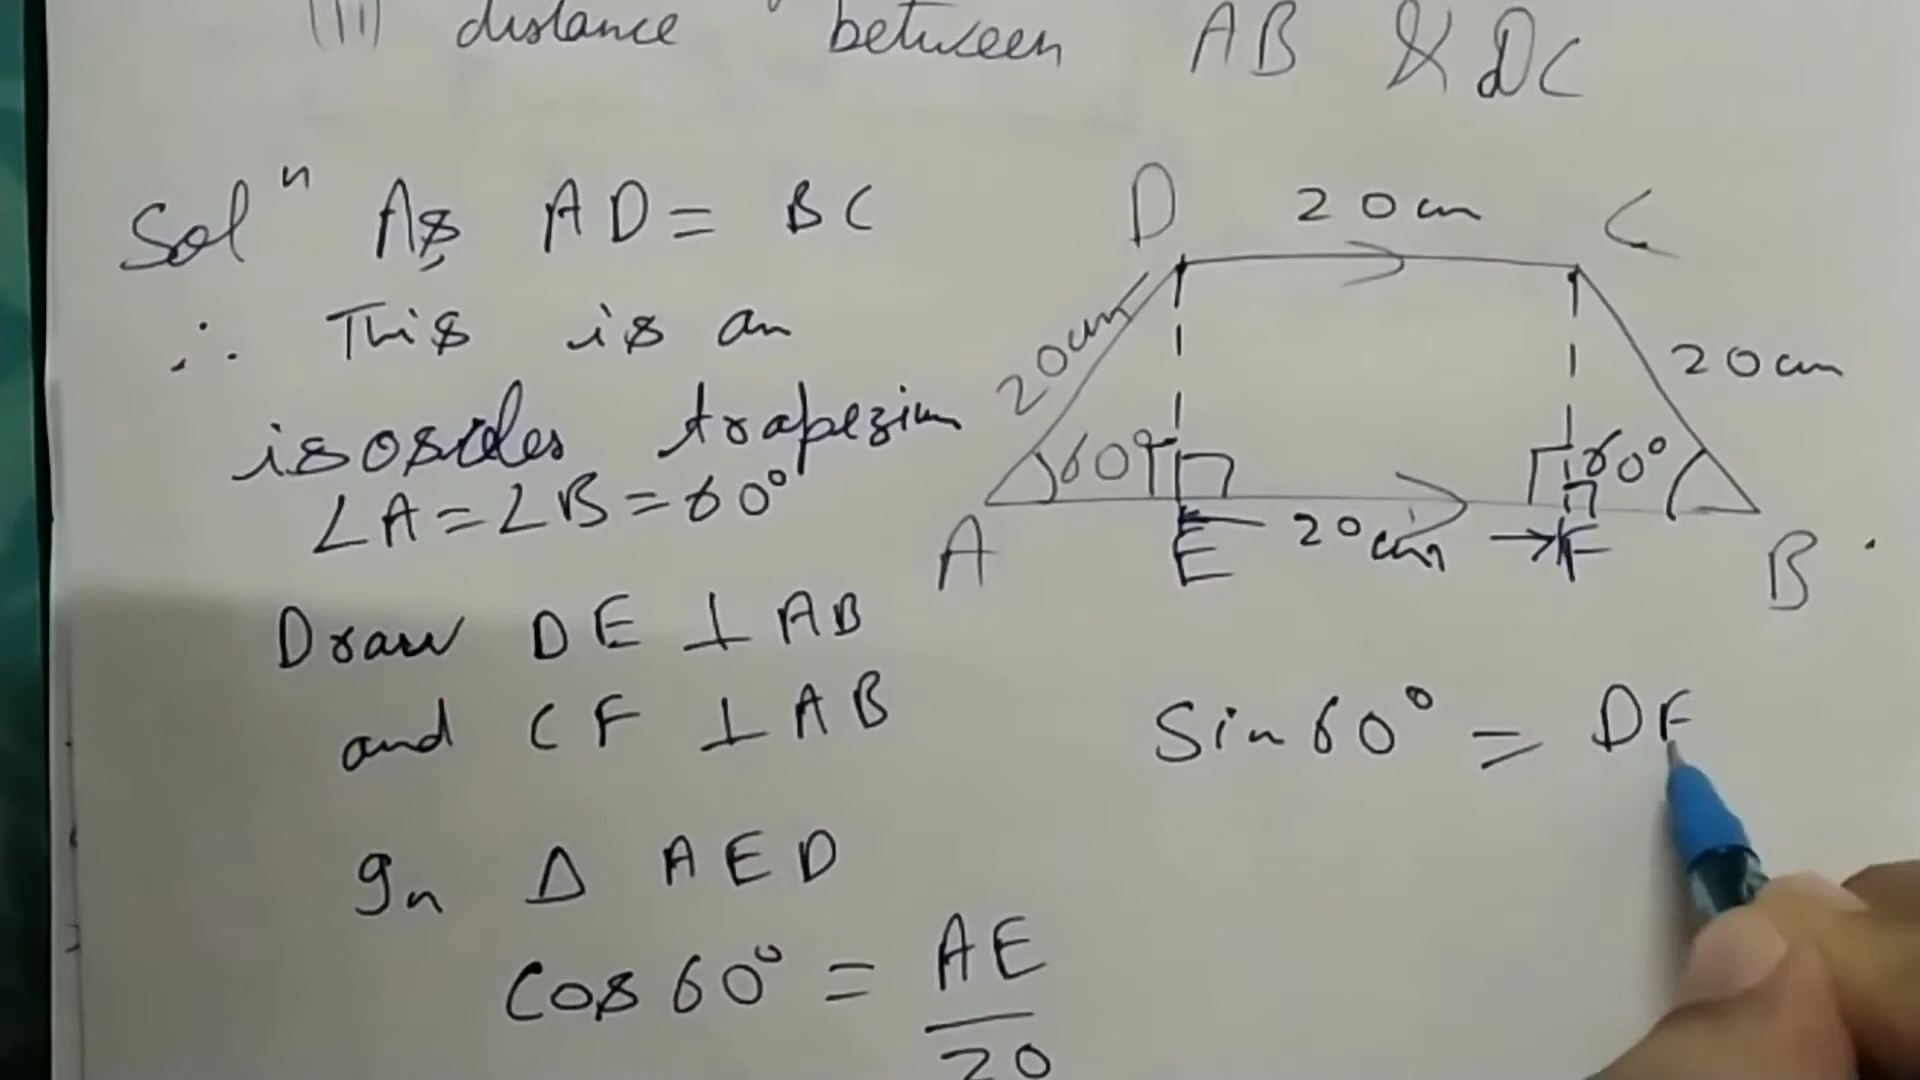 (ii) distance between AB & DC
Solⁿ As AD = BC
∴ This is an
isosceles trapezium
∠A = ∠B = 60°
Draw DE ⊥ AB
and CF ⊥ AB
In Δ AED
Cos 60° = AE
20
D 20cm C
20cm
20cm
60°
60°
A E 20cm F B
Sin 60° = DE